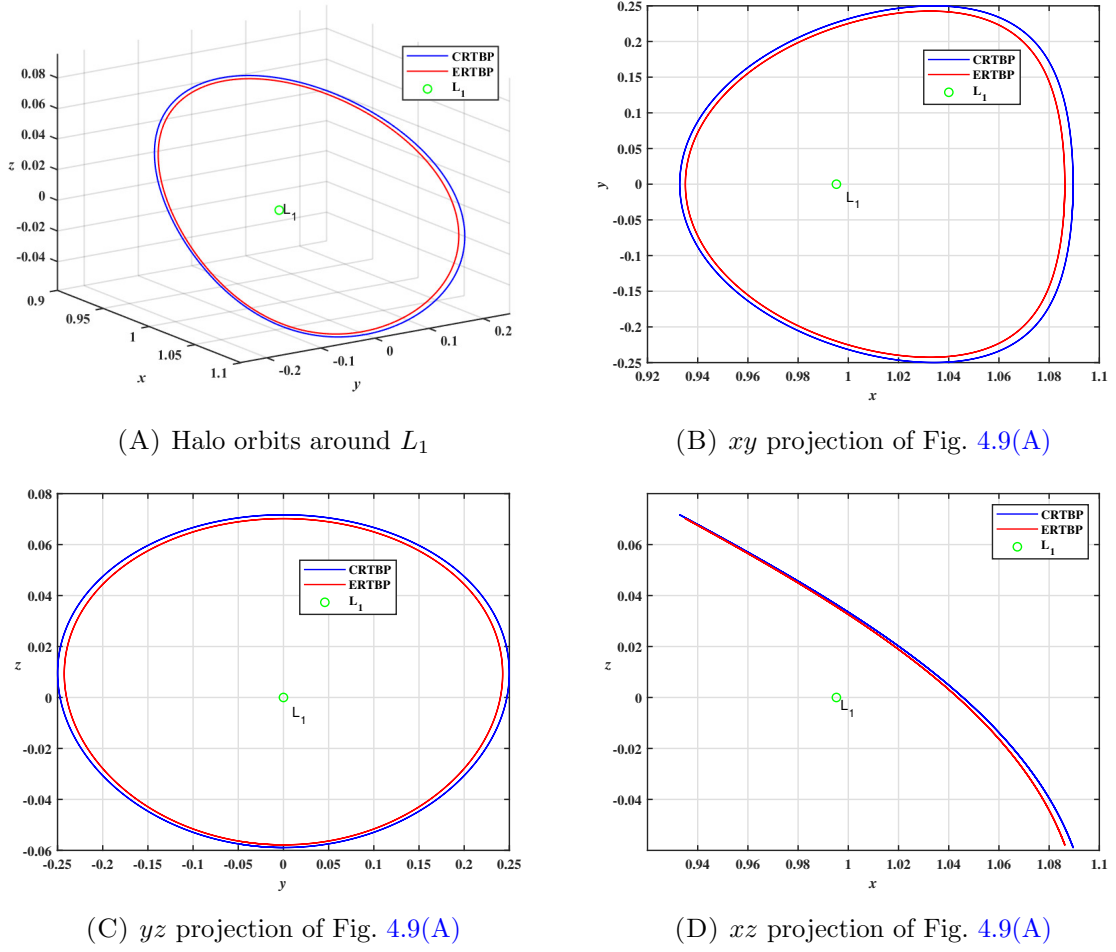 CRTBP
ERTBP
L1
z
0.08
0.06
0.04
0.02
0
-0.02
-0.04
L1
0.9
0.95
1
1.05
1.1
x
-0.2
-0.1
0
0.1
0.2
y
(A) Halo orbits around L1
0.25
0.2
0.15
0.1
0.05
0
-0.05
-0.1
-0.15
-0.2
-0.25
y
CRTBP
ERTBP
L1
L1
0.92 0.94 0.96 0.98 1 1.02 1.04 1.06 1.08 1.1
x
(B) xy projection of Fig. 4.9(A)
0.08
0.06
0.04
0.02
0
-0.02
-0.04
-0.06
z
CRTBP
ERTBP
L1
L1
-0.25 -0.2 -0.15 -0.1 -0.05 0 0.05 0.1 0.15 0.2 0.25
y
(C) yz projection of Fig. 4.9(A)
0.06
0.04
0.02
0
-0.02
-0.04
z
CRTBP
ERTBP
L1
L1
0.94 0.96 0.98 1 1.02 1.04 1.06 1.08
x
(D) xz projection of Fig. 4.9(A)